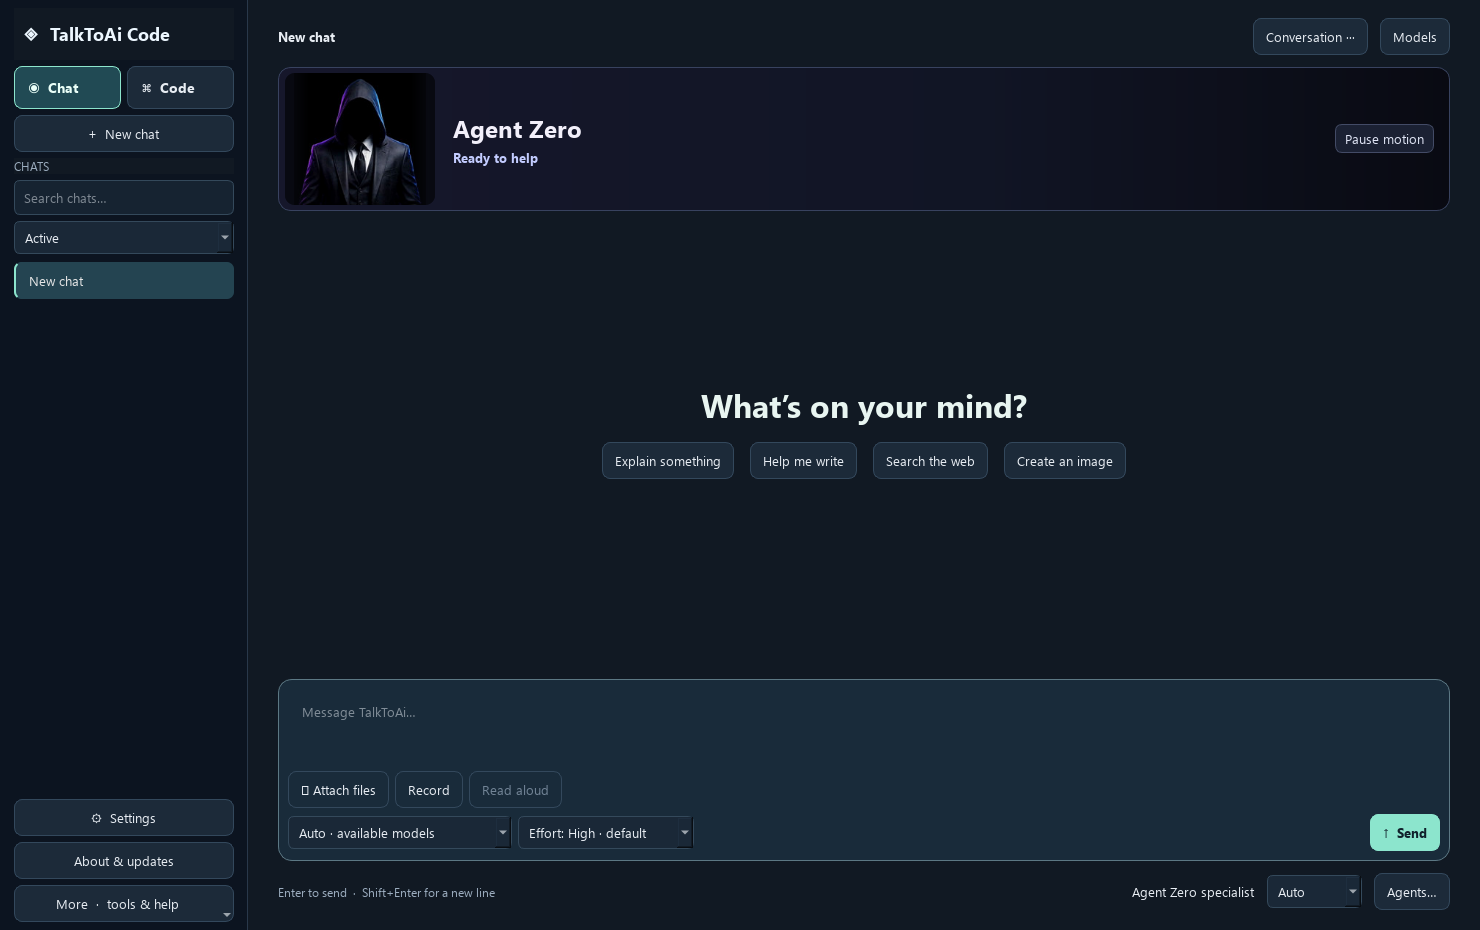 TalkToAi Code
Chat
Code
+ New chat
CHATS
Search chats...
Active
New chat
Settings
About & updates
More · tools & help
New chat
Conversation ···
Models
Agent Zero
Ready to help
Pause motion
What’s on your mind?
Explain something
Help me write
Search the web
Create an image
Message TalkToAi...
Attach files
Record
Read aloud
Auto · available models
Effort: High · default
↑ Send
Enter to send · Shift+Enter for a new line
Agent Zero specialist
Auto
Agents...